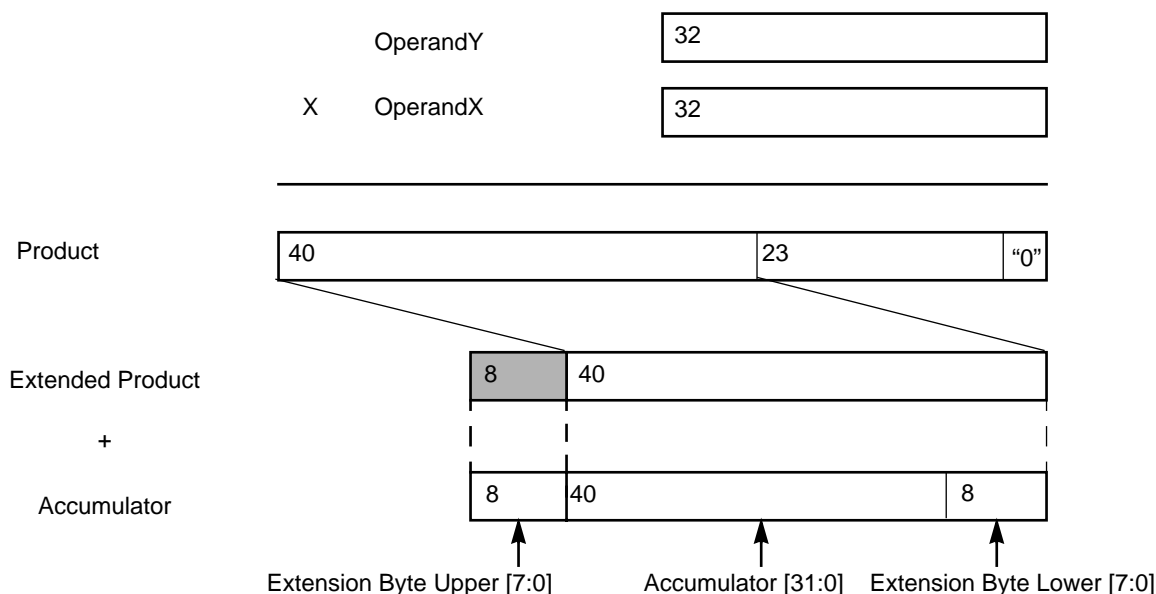 OperandY 32
X OperandX 32
Product 40 23 “0”
Extended Product 8 40
+
Accumulator 8 40 8
Extension Byte Upper [7:0] Accumulator [31:0] Extension Byte Lower [7:0]